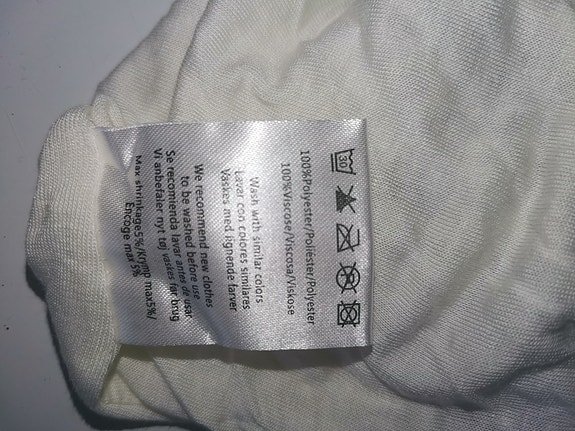 30
100%Polyester/Poliéster/Polyester
100%Viscose/Viscosa/Viskose
Wash with similar colors
Lavar con colores similares
Vaskes med lignende farver
We recommend new clothes
to be washed before use
Se recomienda lavar antes de usar
Vi anbefaler nyt tøj vaskes før brug
Max shrinkage5%/Krymp max5%/
Encoge max 5%